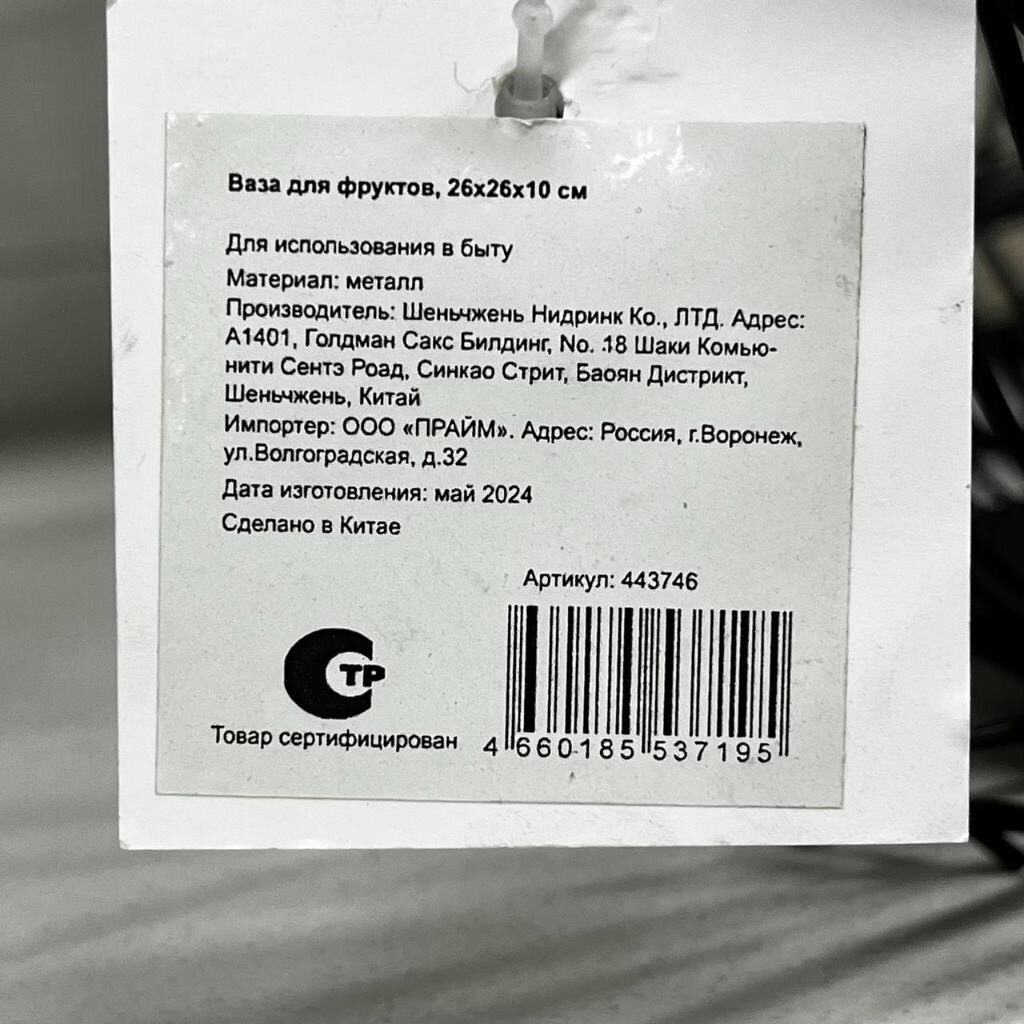 Ваза для фруктов, 26х26х10 см
Для использования в быту
Материал: металл
Производитель: Шеньчжень Нидринк Ко., ЛТД. Адрес:
А1401, Голдман Сакс Билдинг, No. 18 Шаки Комью-
нити Сентэ Роад, Синкао Стрит, Баоян Дистрикт,
Шеньчжень, Китай
Импортер: ООО «ПРАЙМ». Адрес: Россия, г.Воронеж,
ул.Волгоградская, д.32
Дата изготовления: май 2024
Сделано в Китае
Артикул: 443746
СТР
Товар сертифицирован
4 660185 537195